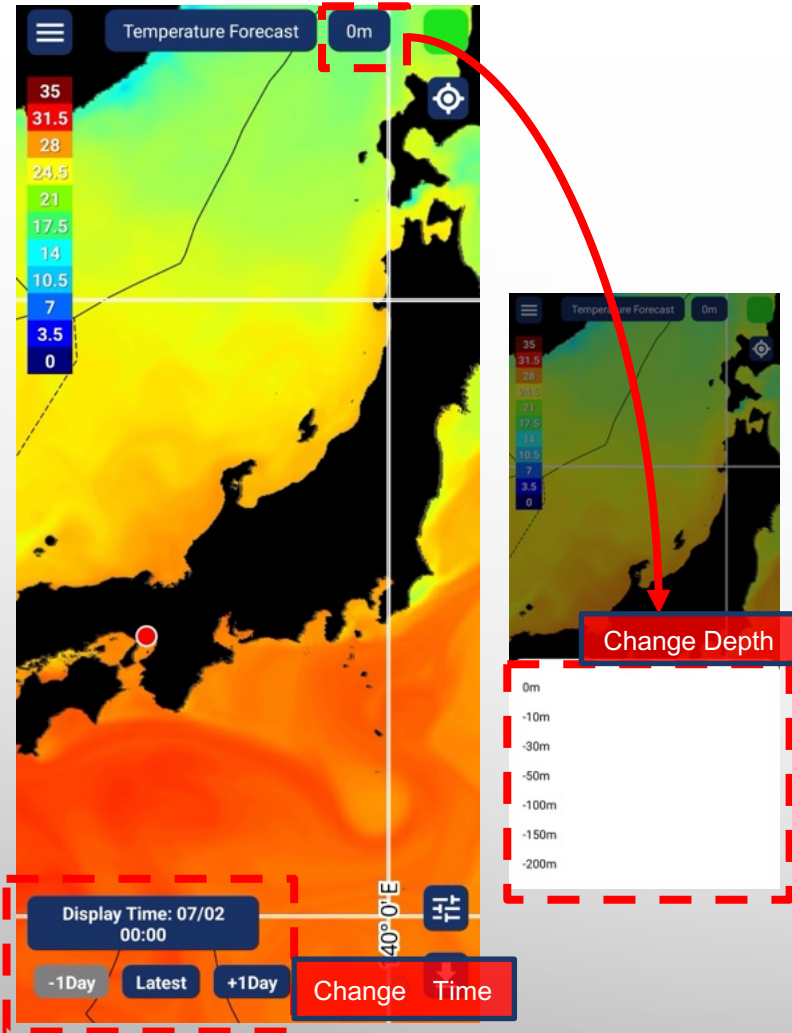 Temperature Forecast
0m
35
31.5
28
24.5
21
17.5
14
10.5
7
3.5
0
40° 0' E
Display Time: 07/02
00:00
-1Day
Latest
+1Day
Change Time
Temperature Forecast
0m
35
31.5
28
24.5
21
17.5
14
10.5
7
3.5
0
Change Depth
0m
-10m
-30m
-50m
-100m
-150m
-200m